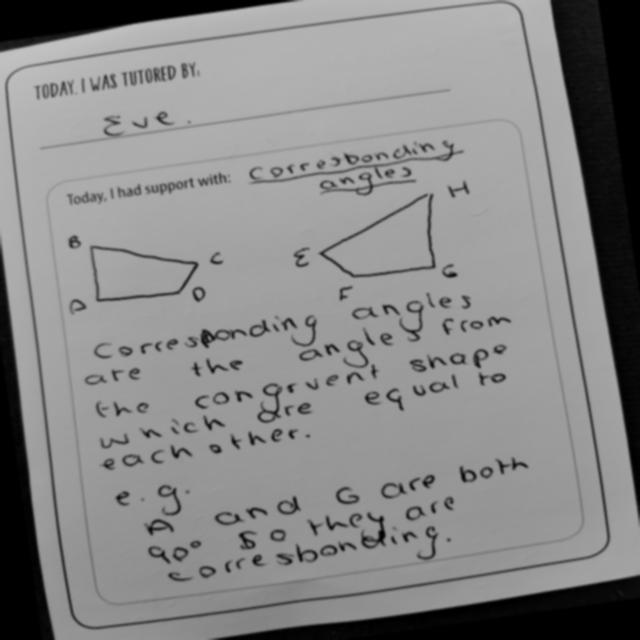 TODAY, I WAS TUTORED BY:
Eve.
Today, I had support with: Corresbonding
angles
B
C
A
D
H
E
G
F
Corresponding angles
are the angles from
the congruent shape
which are equal to
each other.
e.g.
A and G are both
90° so they are
corresbonding.